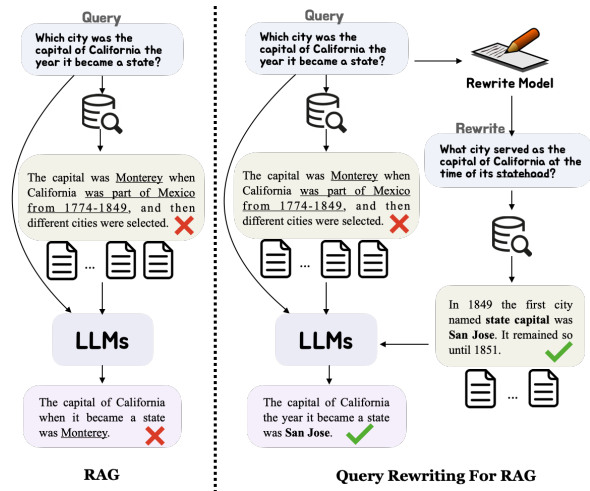 Query
Which city was the
capital of California the
year it became a state?
The capital was Monterey when
California was part of Mexico
from 1774-1849, and then
different cities were selected.
...
LLMs
The capital of California
when it became a state
was Monterey.
RAG
Query
Which city was the
capital of California the
year it became a state?
Rewrite Model
Rewrite
What city served as the
capital of California at the
time of its statehood?
The capital was Monterey when
California was part of Mexico
from 1774-1849, and then
different cities were selected.
...
In 1849 the first city
named state capital was
San Jose. It remained so
until 1851.
...
LLMs
The capital of California
the year it became a state
was San Jose.
Query Rewriting For RAG